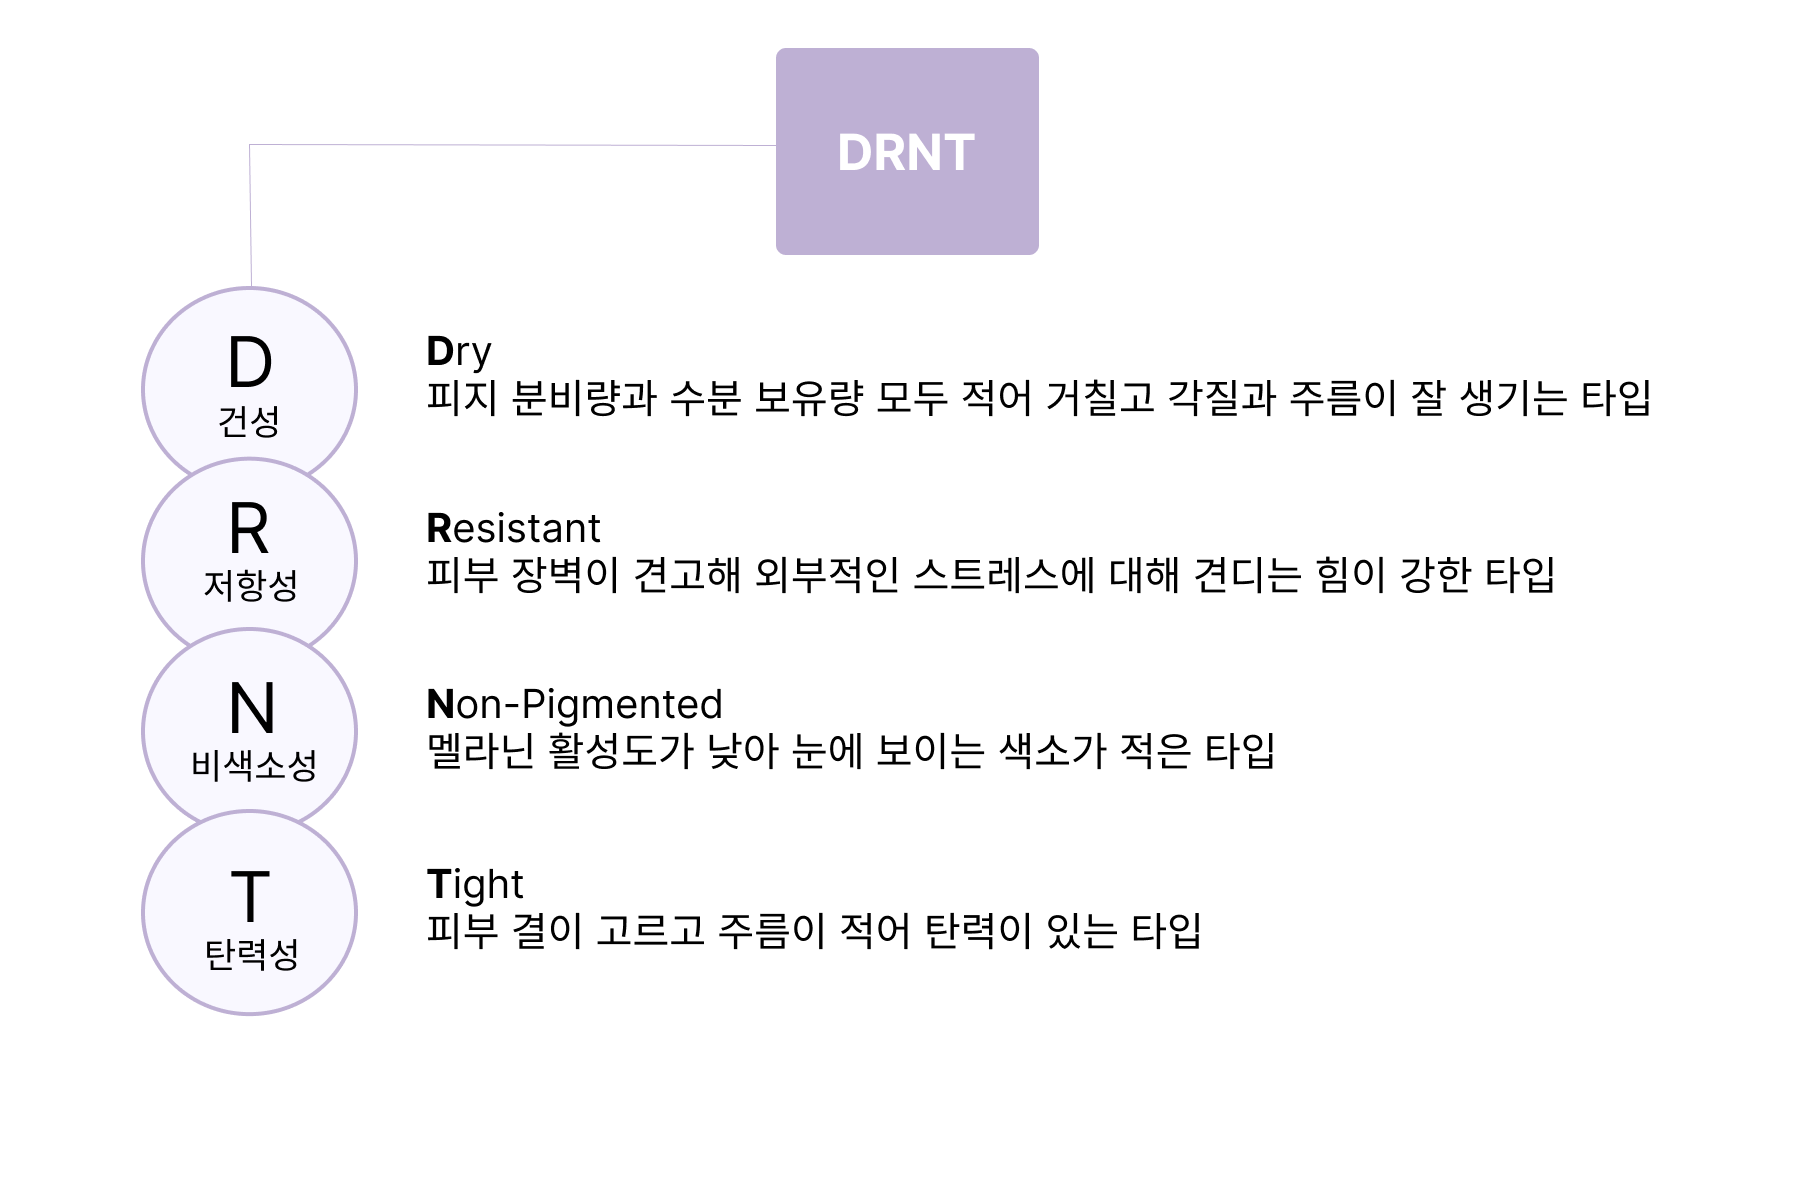 DRNT
D
건성
Dry
피지 분비량과 수분 보유량 모두 적어 거칠고 각질과 주름이 잘 생기는 타입
R
저항성
Resistant
피부 장벽이 견고해 외부적인 스트레스에 대해 견디는 힘이 강한 타입
N
비색소성
Non-Pigmented
멜라닌 활성도가 낮아 눈에 보이는 색소가 적은 타입
T
탄력성
Tight
피부 결이 고르고 주름이 적어 탄력이 있는 타입